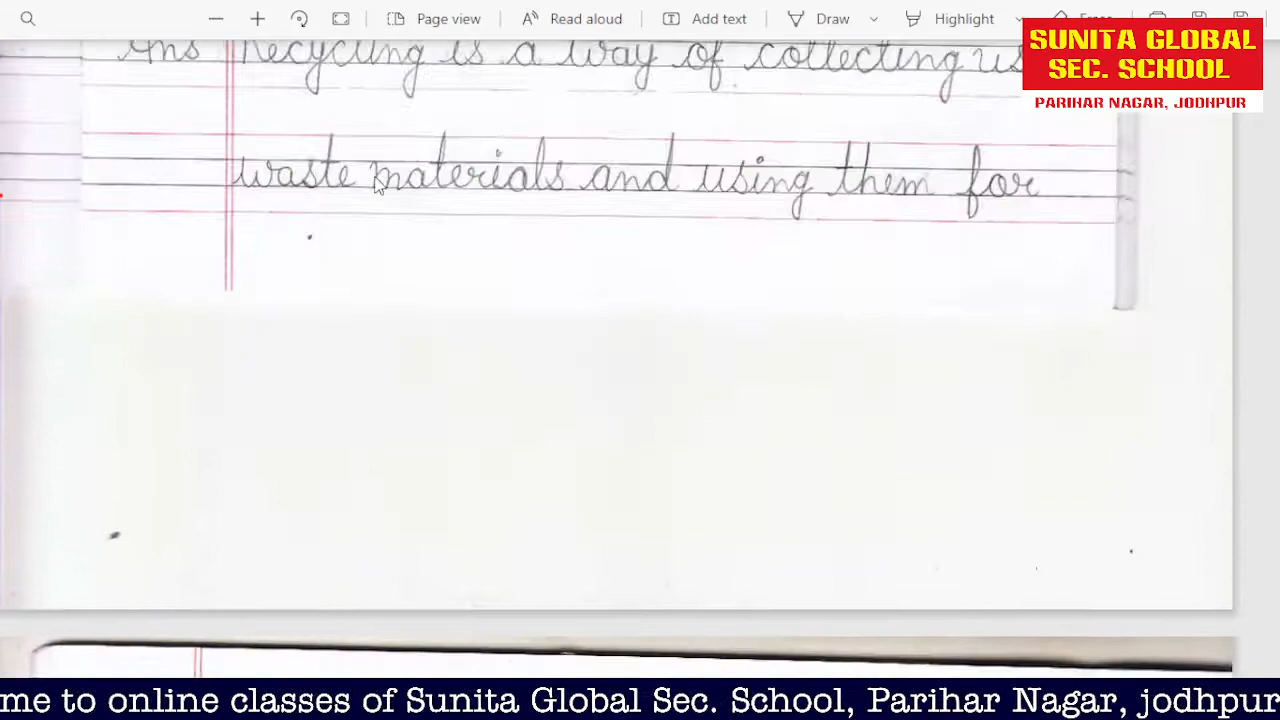 Page view
Read aloud
Add text
Draw
Highlight
SUNITA GLOBAL
SEC. SCHOOL
PARIHAR NAGAR, JODHPUR
Ans Recycling is a way of collecting
waste materials and using them for
me to online classes of Sunita Global Sec. School, Parihar Nagar, jodhpur